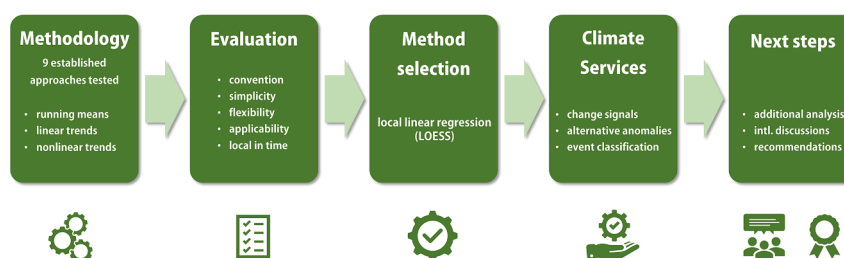 Methodology
9 established
approaches tested
• running means
• linear trends
• nonlinear trends
Evaluation
• convention
• simplicity
• flexibility
• applicability
• local in time
Method
selection
local linear regression
(LOESS)
Climate
Services
• change signals
• alternative anomalies
• event classification
Next steps
• additional analysis
• intl. discussions
• recommendations